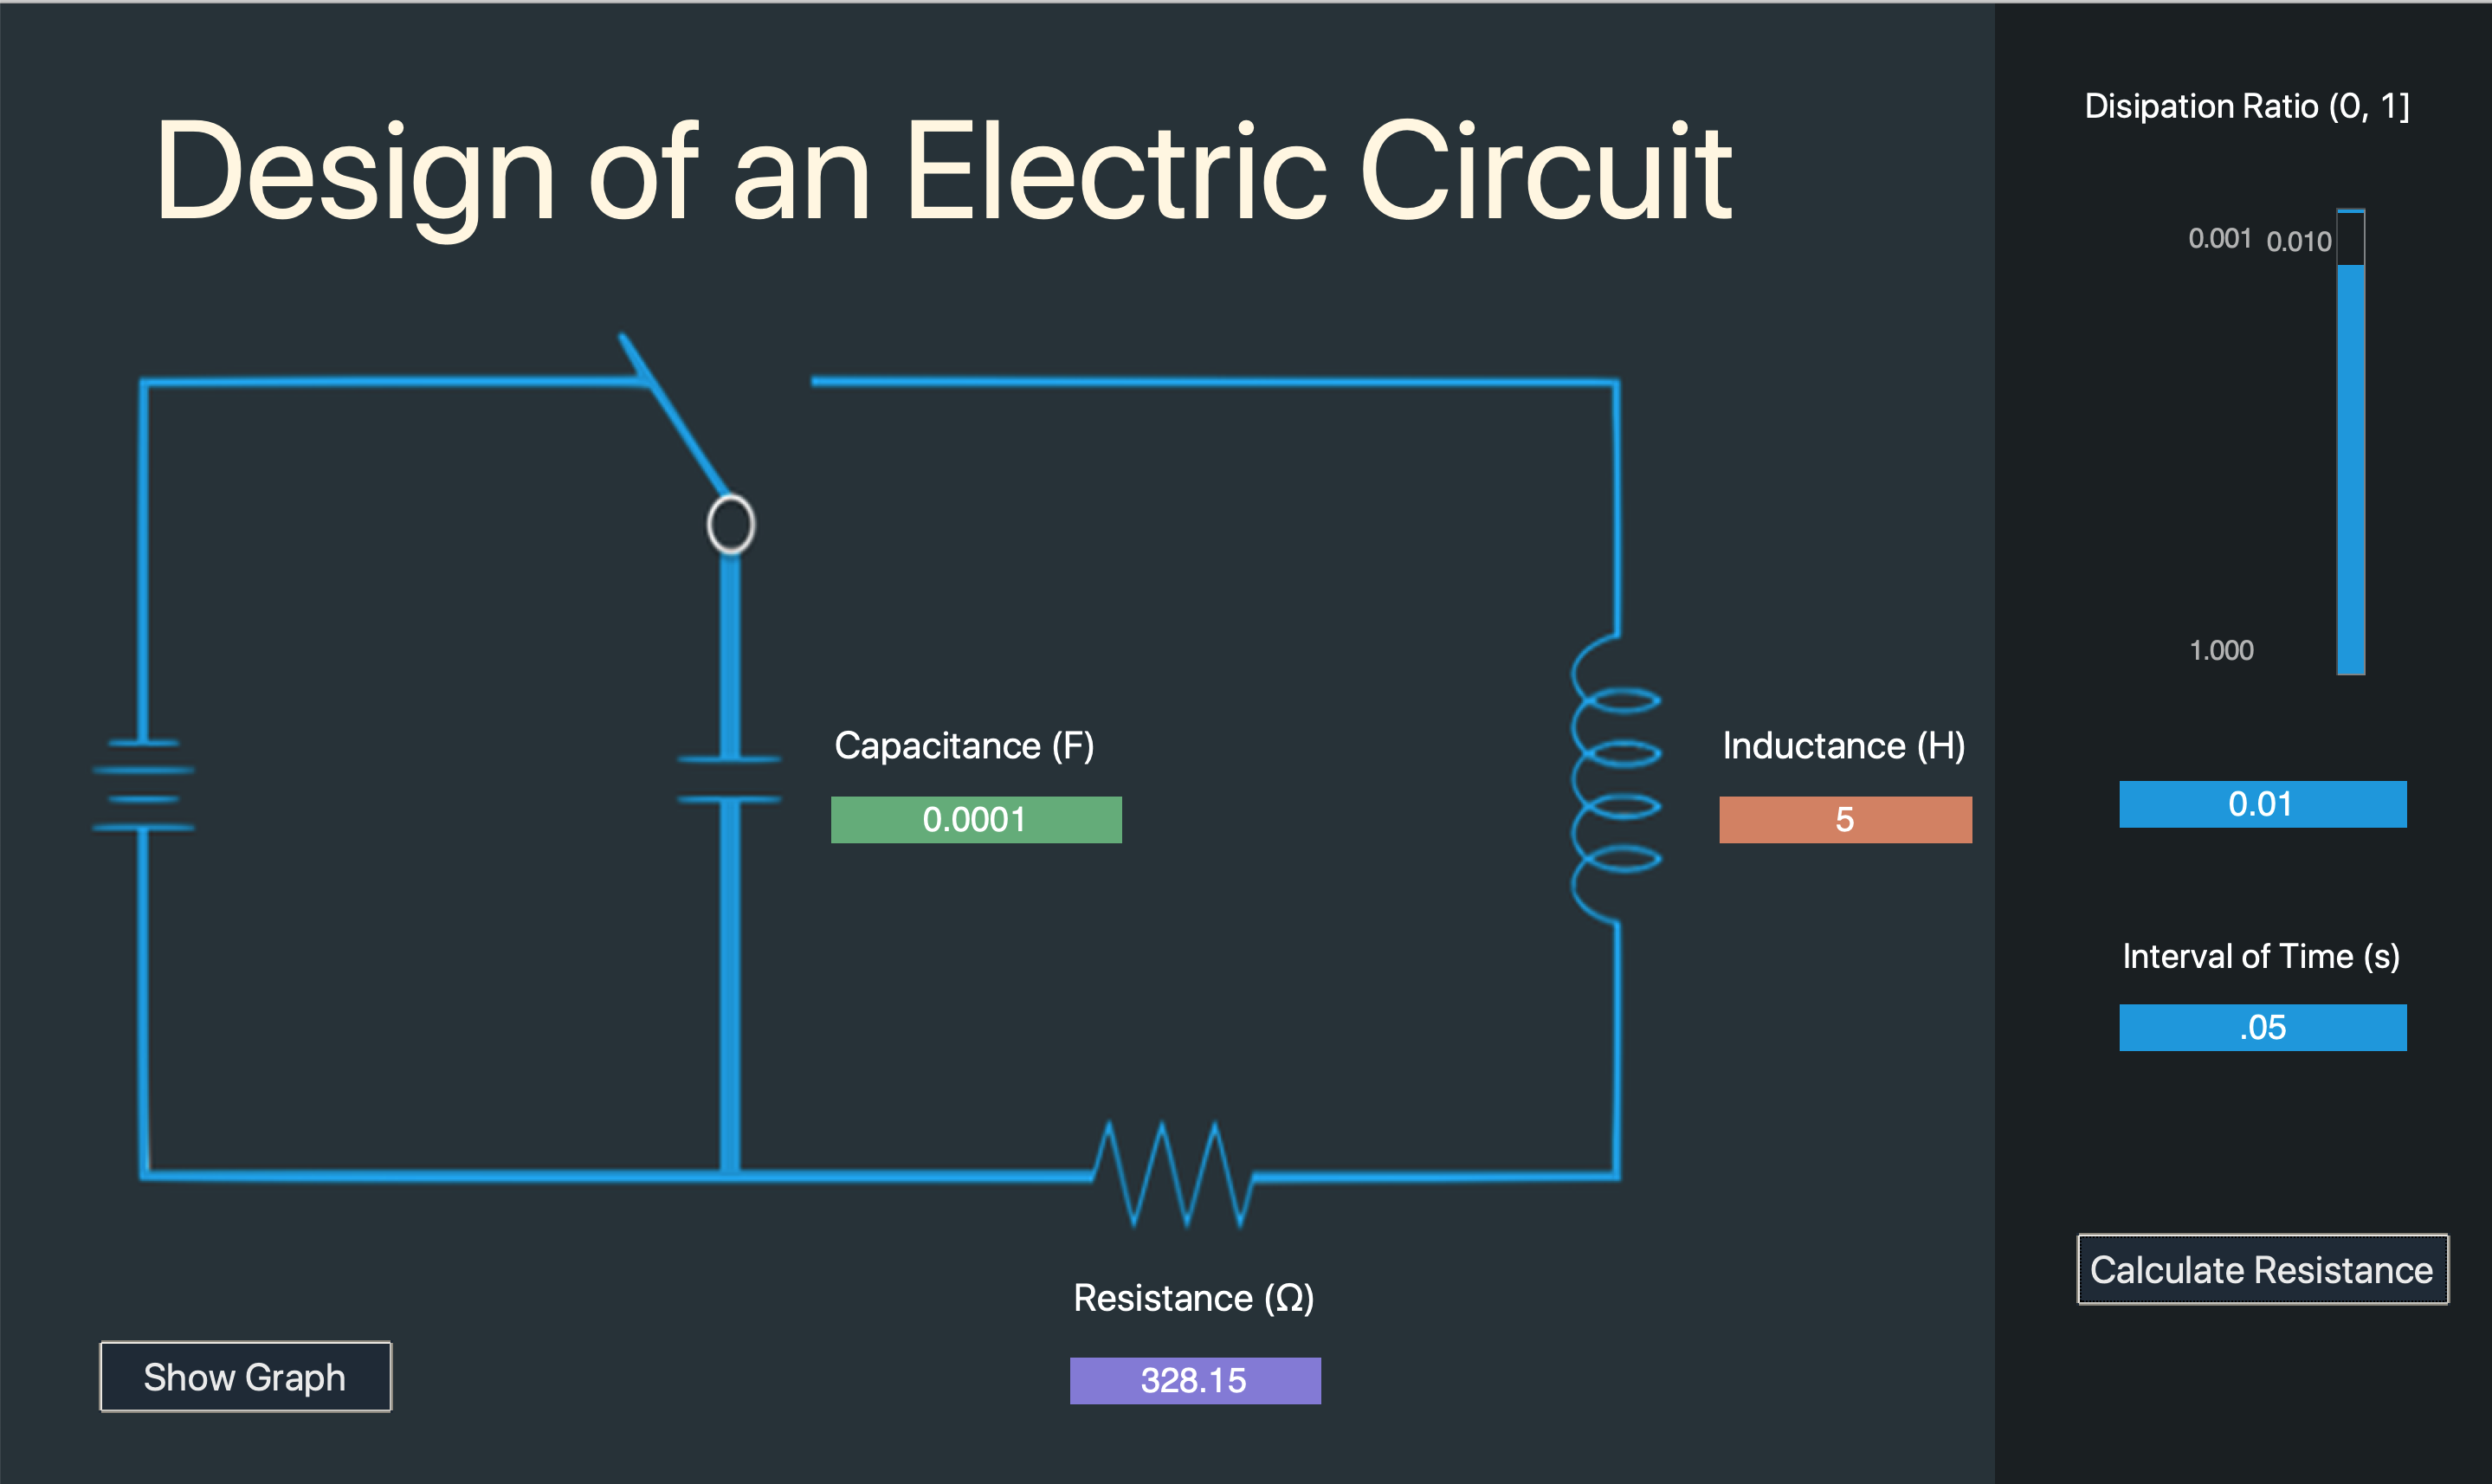 Design of an Electric Circuit
Disipation Ratio (0, 1]
0.001 0.010
1.000
Capacitance (F)
0.0001
Inductance (H)
5
0.01
Interval of Time (s)
.05
Calculate Resistance
Resistance (Ω)
328.15
Show Graph